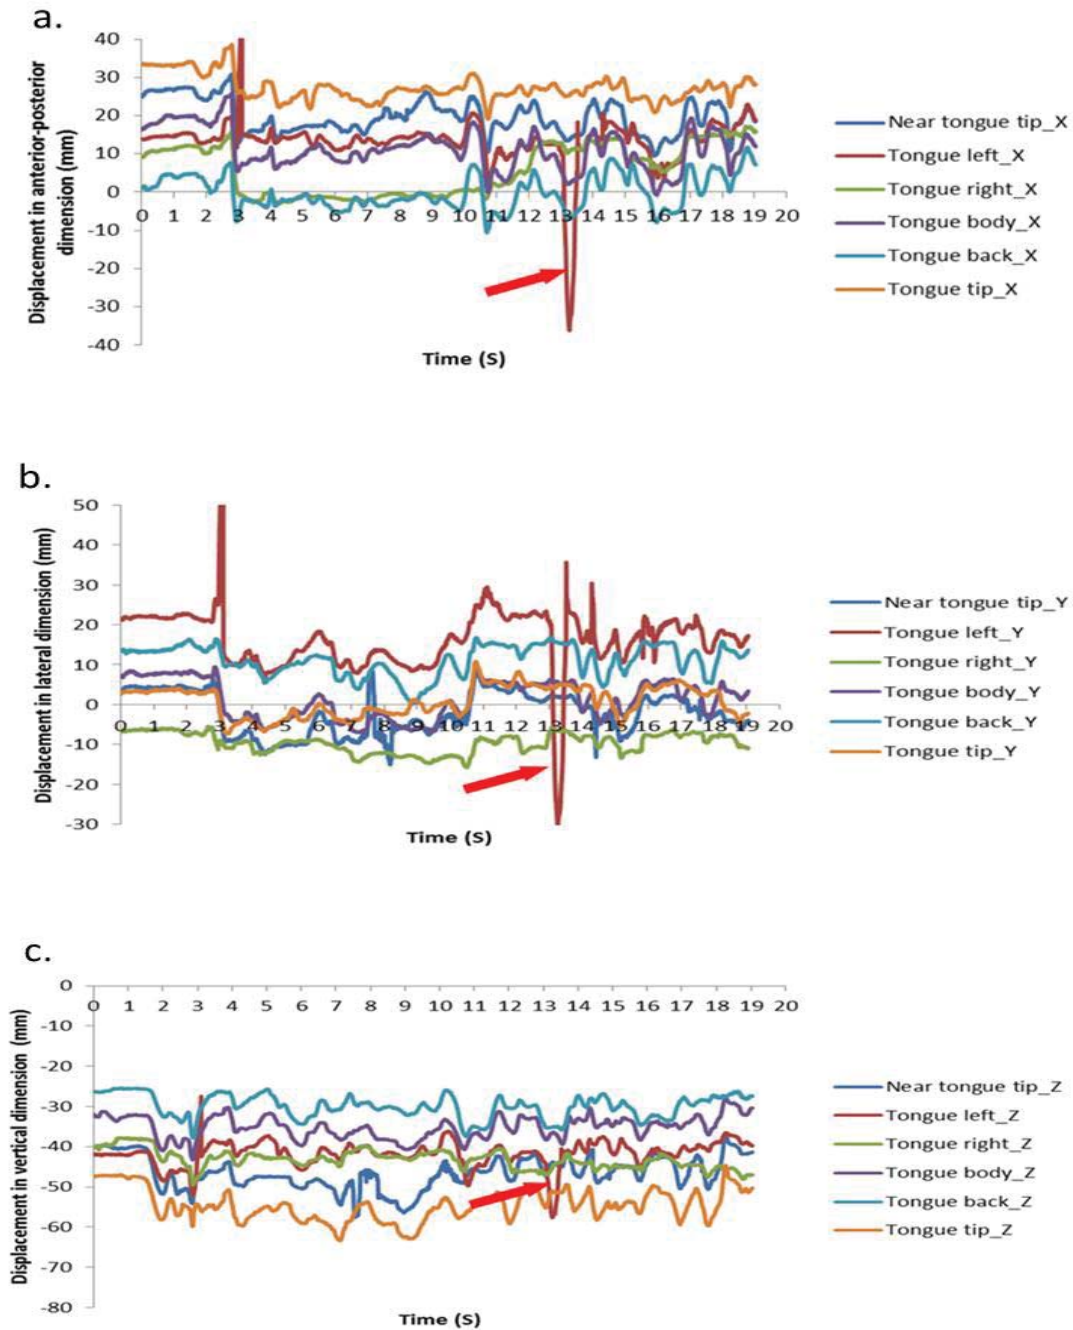 a.
40
30
20
10
0
-10
-20
-30
-40
0 1 2 3 4 5 6 7 8 9 10 11 12 13 14 15 16 17 18 19 20
Displacement in anterior-posterior
dimension (mm)
Time (S)
Near tongue tip_X
Tongue left_X
Tongue right_X
Tongue body_X
Tongue back_X
Tongue tip_X
b.
50
40
30
20
10
0
-10
-20
-30
0 1 2 3 4 5 6 7 8 9 10 11 12 13 14 15 16 17 18 19 20
Displacement in lateral dimension (mm)
Time (S)
Near tongue tip_Y
Tongue left_Y
Tongue right_Y
Tongue body_Y
Tongue back_Y
Tongue tip_Y
c.
0
-10
-20
-30
-40
-50
-60
-70
-80
0 1 2 3 4 5 6 7 8 9 10 11 12 13 14 15 16 17 18 19 20
Displacement in vertical dimension (mm)
Time (S)
Near tongue tip_Z
Tongue left_Z
Tongue right_Z
Tongue body_Z
Tongue back_Z
Tongue tip_Z